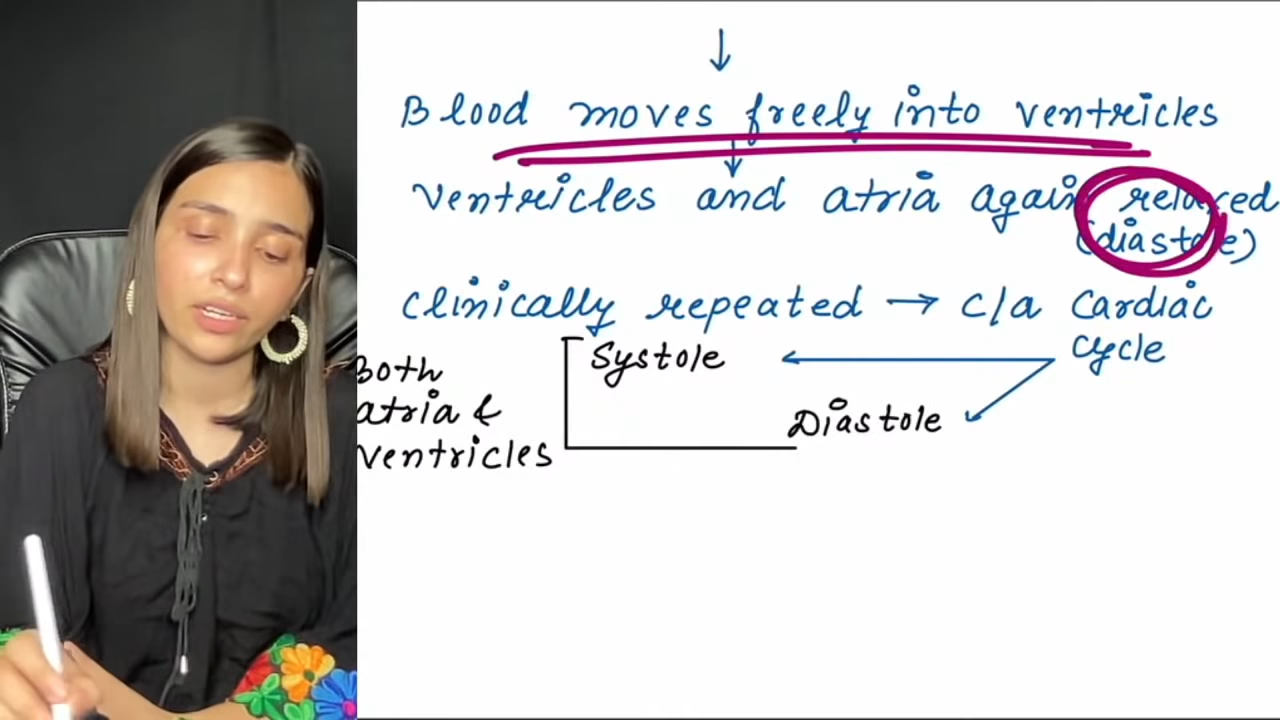 Blood moves freely into ventricles
ventricles and atria again relaxed
(diastole)
Clinically repeated → c/a Cardiac
cycle
Systole
Both
atria &
ventricles
Diastole